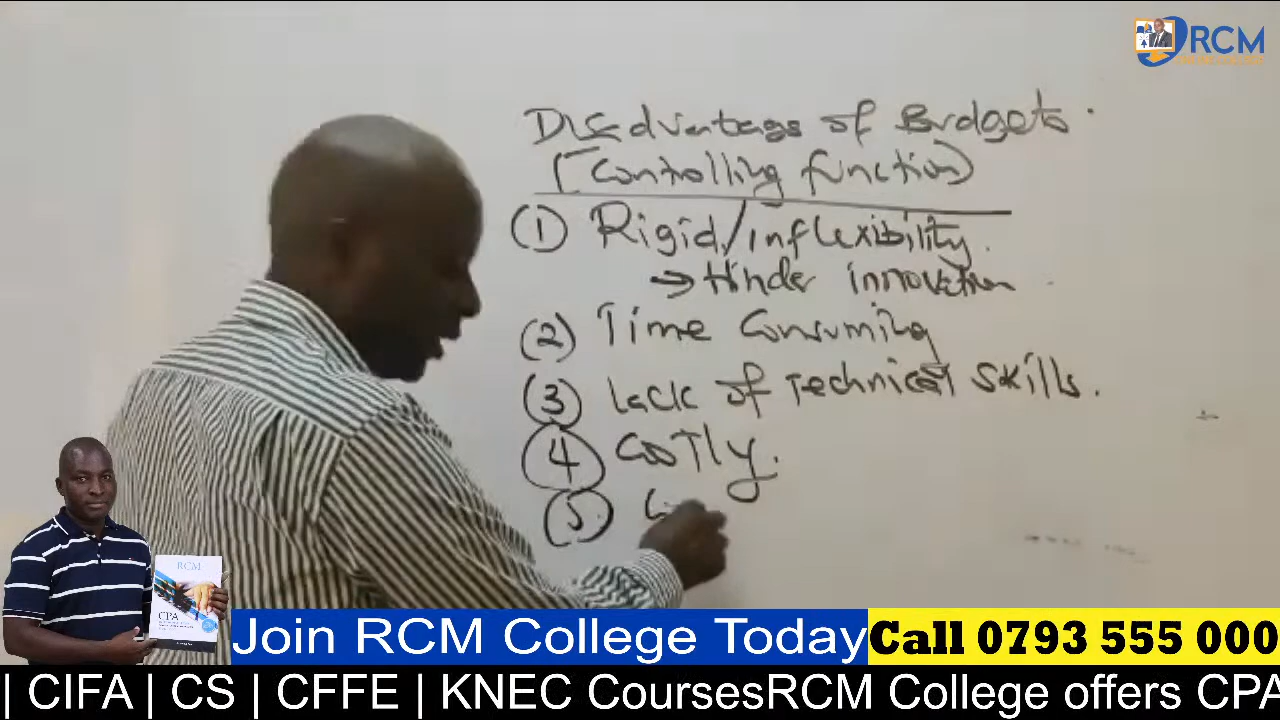 RCM
Disadvantages of Budgets.
(Controlling function)
(1) Rigid/inflexibility.
→ Hinder innovation.
(2) Time Consuming
(3) lack of Technical skills.
(4) Costly.
(5)
RCM
CPA
Join RCM College Today
Call 0793 555 000
| CIFA | CS | CFFE | KNEC CoursesRCM College offers CPA